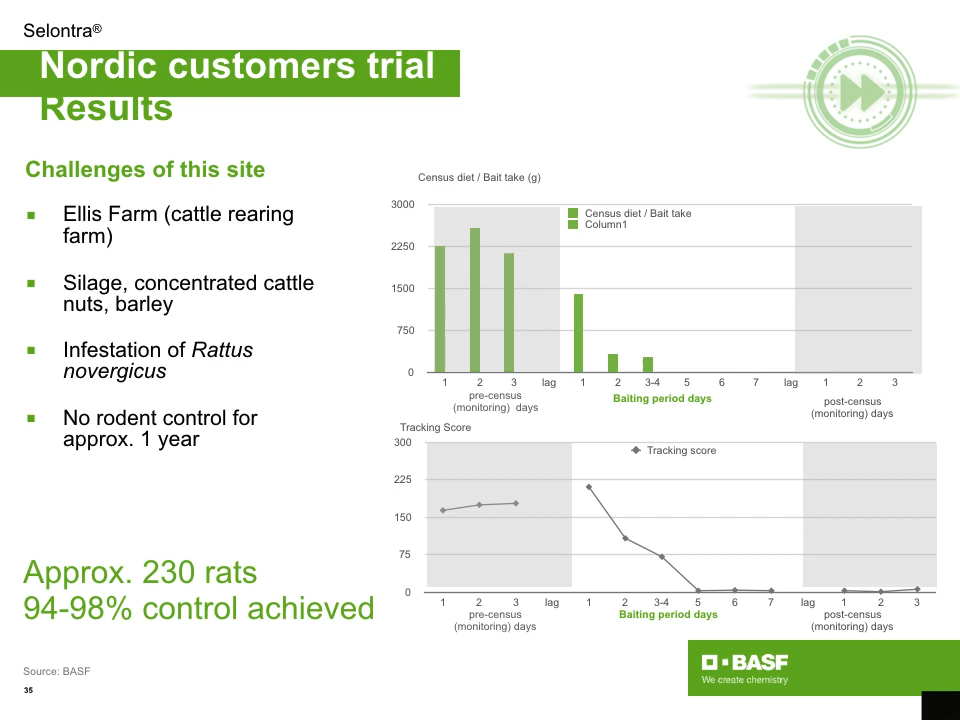 Selontra®
Nordic customers trial
Results
Challenges of this site
Ellis Farm (cattle rearing
farm)
Silage, concentrated cattle
nuts, barley
Infestation of Rattus
novergicus
No rodent control for
approx. 1 year
Approx. 230 rats
94-98% control achieved
Census diet / Bait take (g)
3000
2250
1500
750
0
Census diet / Bait take
Column1
1 2 3 lag 1 2 3-4 5 6 7 lag 1 2 3
pre-census
(monitoring) days
Baiting period days
post-census
(monitoring) days
Tracking Score
300
225
150
75
0
Tracking score
1 2 3 lag 1 2 3-4 5 6 7 lag 1 2 3
pre-census
(monitoring) days
Baiting period days
post-census
(monitoring) days
Source: BASF
35
BASF
We create chemistry